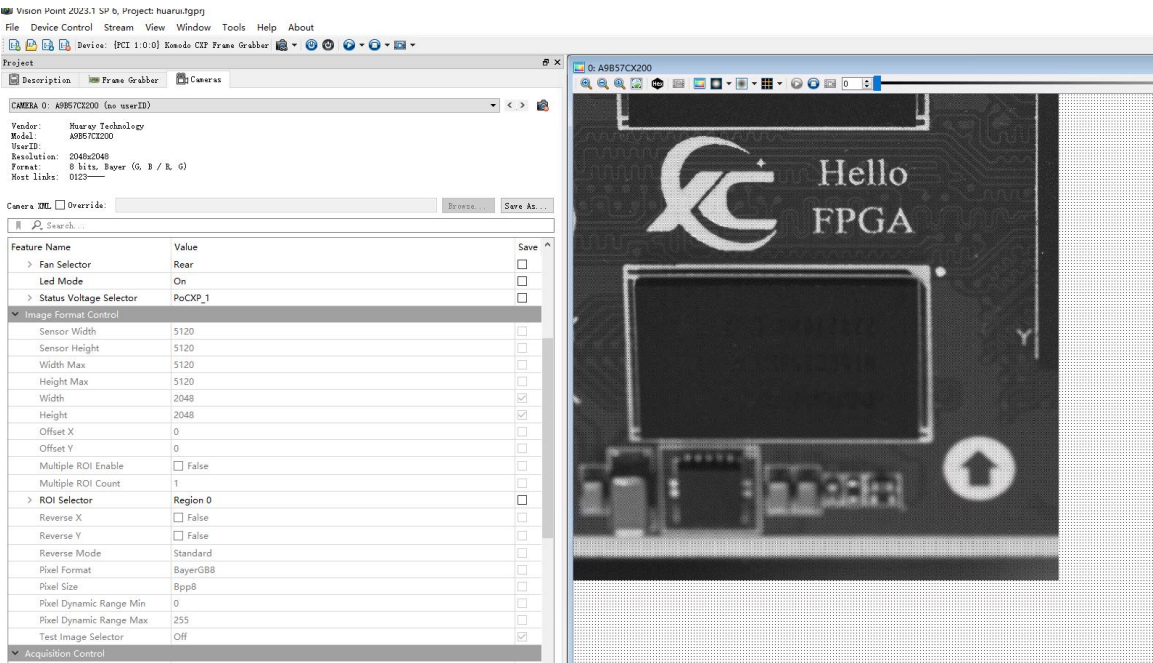 Vision Point 2023.1 SP 6, Project: huarui.fgprj
File Device Control Stream View Window Tools Help About
Device: {PCI 1:0:0} Komodo CXP Frame Grabber
Project
Description Frame Grabber Cameras
CAMERA 0: A9B57CX200 (no userID)
Vendor: Huaray Technology
Model: A9B57CX200
UserID:
Resolution: 2048x2048
Format: 8 bits, Bayer (G, B / R, G)
Host links: 0123——
Camera XML Override: Browse... Save As...
Search...
Feature Name Value Save
Fan Selector Rear
Led Mode On
Status Voltage Selector PoCXP_1
Image Format Control
Sensor Width 5120
Sensor Height 5120
Width Max 5120
Height Max 5120
Width 2048
Height 2048
Offset X 0
Offset Y 0
Multiple ROI Enable False
Multiple ROI Count 1
ROI Selector Region 0
Reverse X False
Reverse Y False
Reverse Mode Standard
Pixel Format BayerGB8
Pixel Size Bpp8
Pixel Dynamic Range Min 0
Pixel Dynamic Range Max 255
Test Image Selector Off
Acquisition Control
0: A9B57CX200
Hex
0
XC
Hello
FPGA
Y